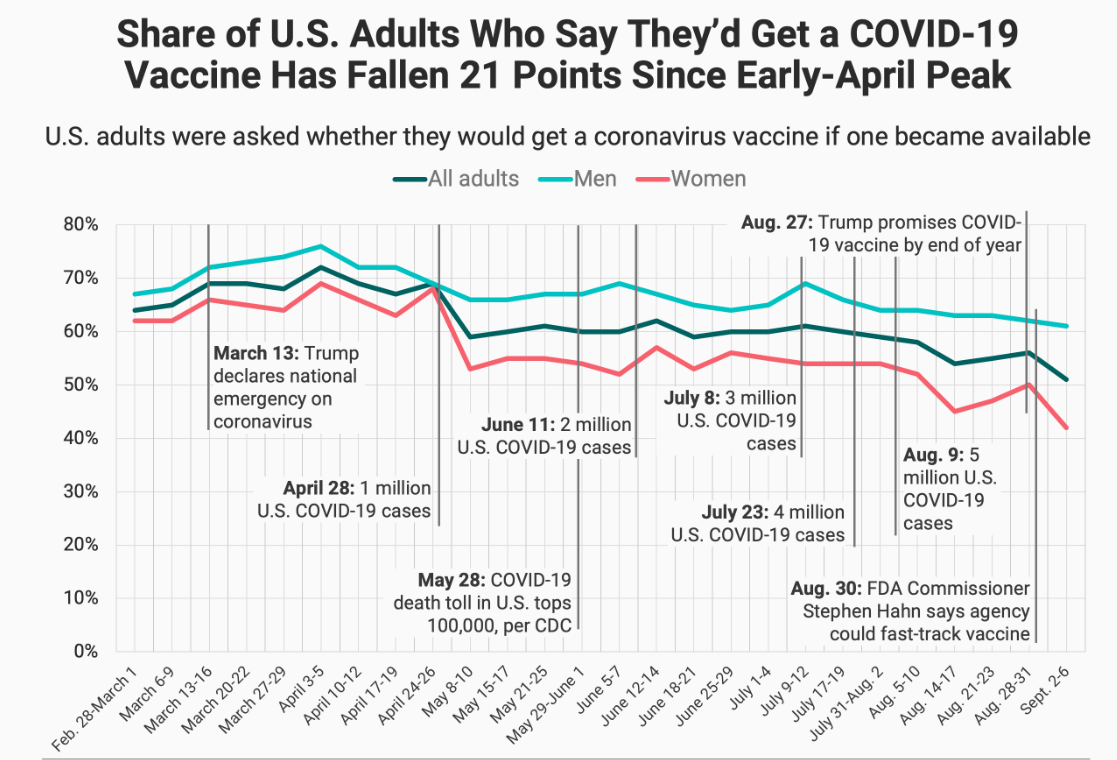 Share of U.S. Adults Who Say They’d Get a COVID-19
Vaccine Has Fallen 21 Points Since Early-April Peak
U.S. adults were asked whether they would get a coronavirus vaccine if one became available
All adults Men Women
80%
70%
60%
50%
40%
30%
20%
10%
0%
March 13: Trump
declares national
emergency on
coronavirus
April 28: 1 million
U.S. COVID-19 cases
May 28: COVID-19
death toll in U.S. tops
100,000, per CDC
June 11: 2 million
U.S. COVID-19 cases
July 8: 3 million
U.S. COVID-19
cases
July 23: 4 million
U.S. COVID-19 cases
Aug. 9: 5
million U.S.
COVID-19
cases
Aug. 27: Trump promises COVID-
19 vaccine by end of year
Aug. 30: FDA Commissioner
Stephen Hahn says agency
could fast-track vaccine
Feb. 28-March 1
March 6-9
March 13-16
March 20-22
March 27-29
April 3-5
April 10-12
April 17-19
April 24-26
May 8-10
May 15-17
May 21-25
May 29-June 1
June 5-7
June 12-14
June 18-21
June 25-29
July 1-4
July 9-12
July 17-19
July 31-Aug. 2
Aug. 5-10
Aug. 14-17
Aug. 21-23
Aug. 28-31
Sept. 2-6